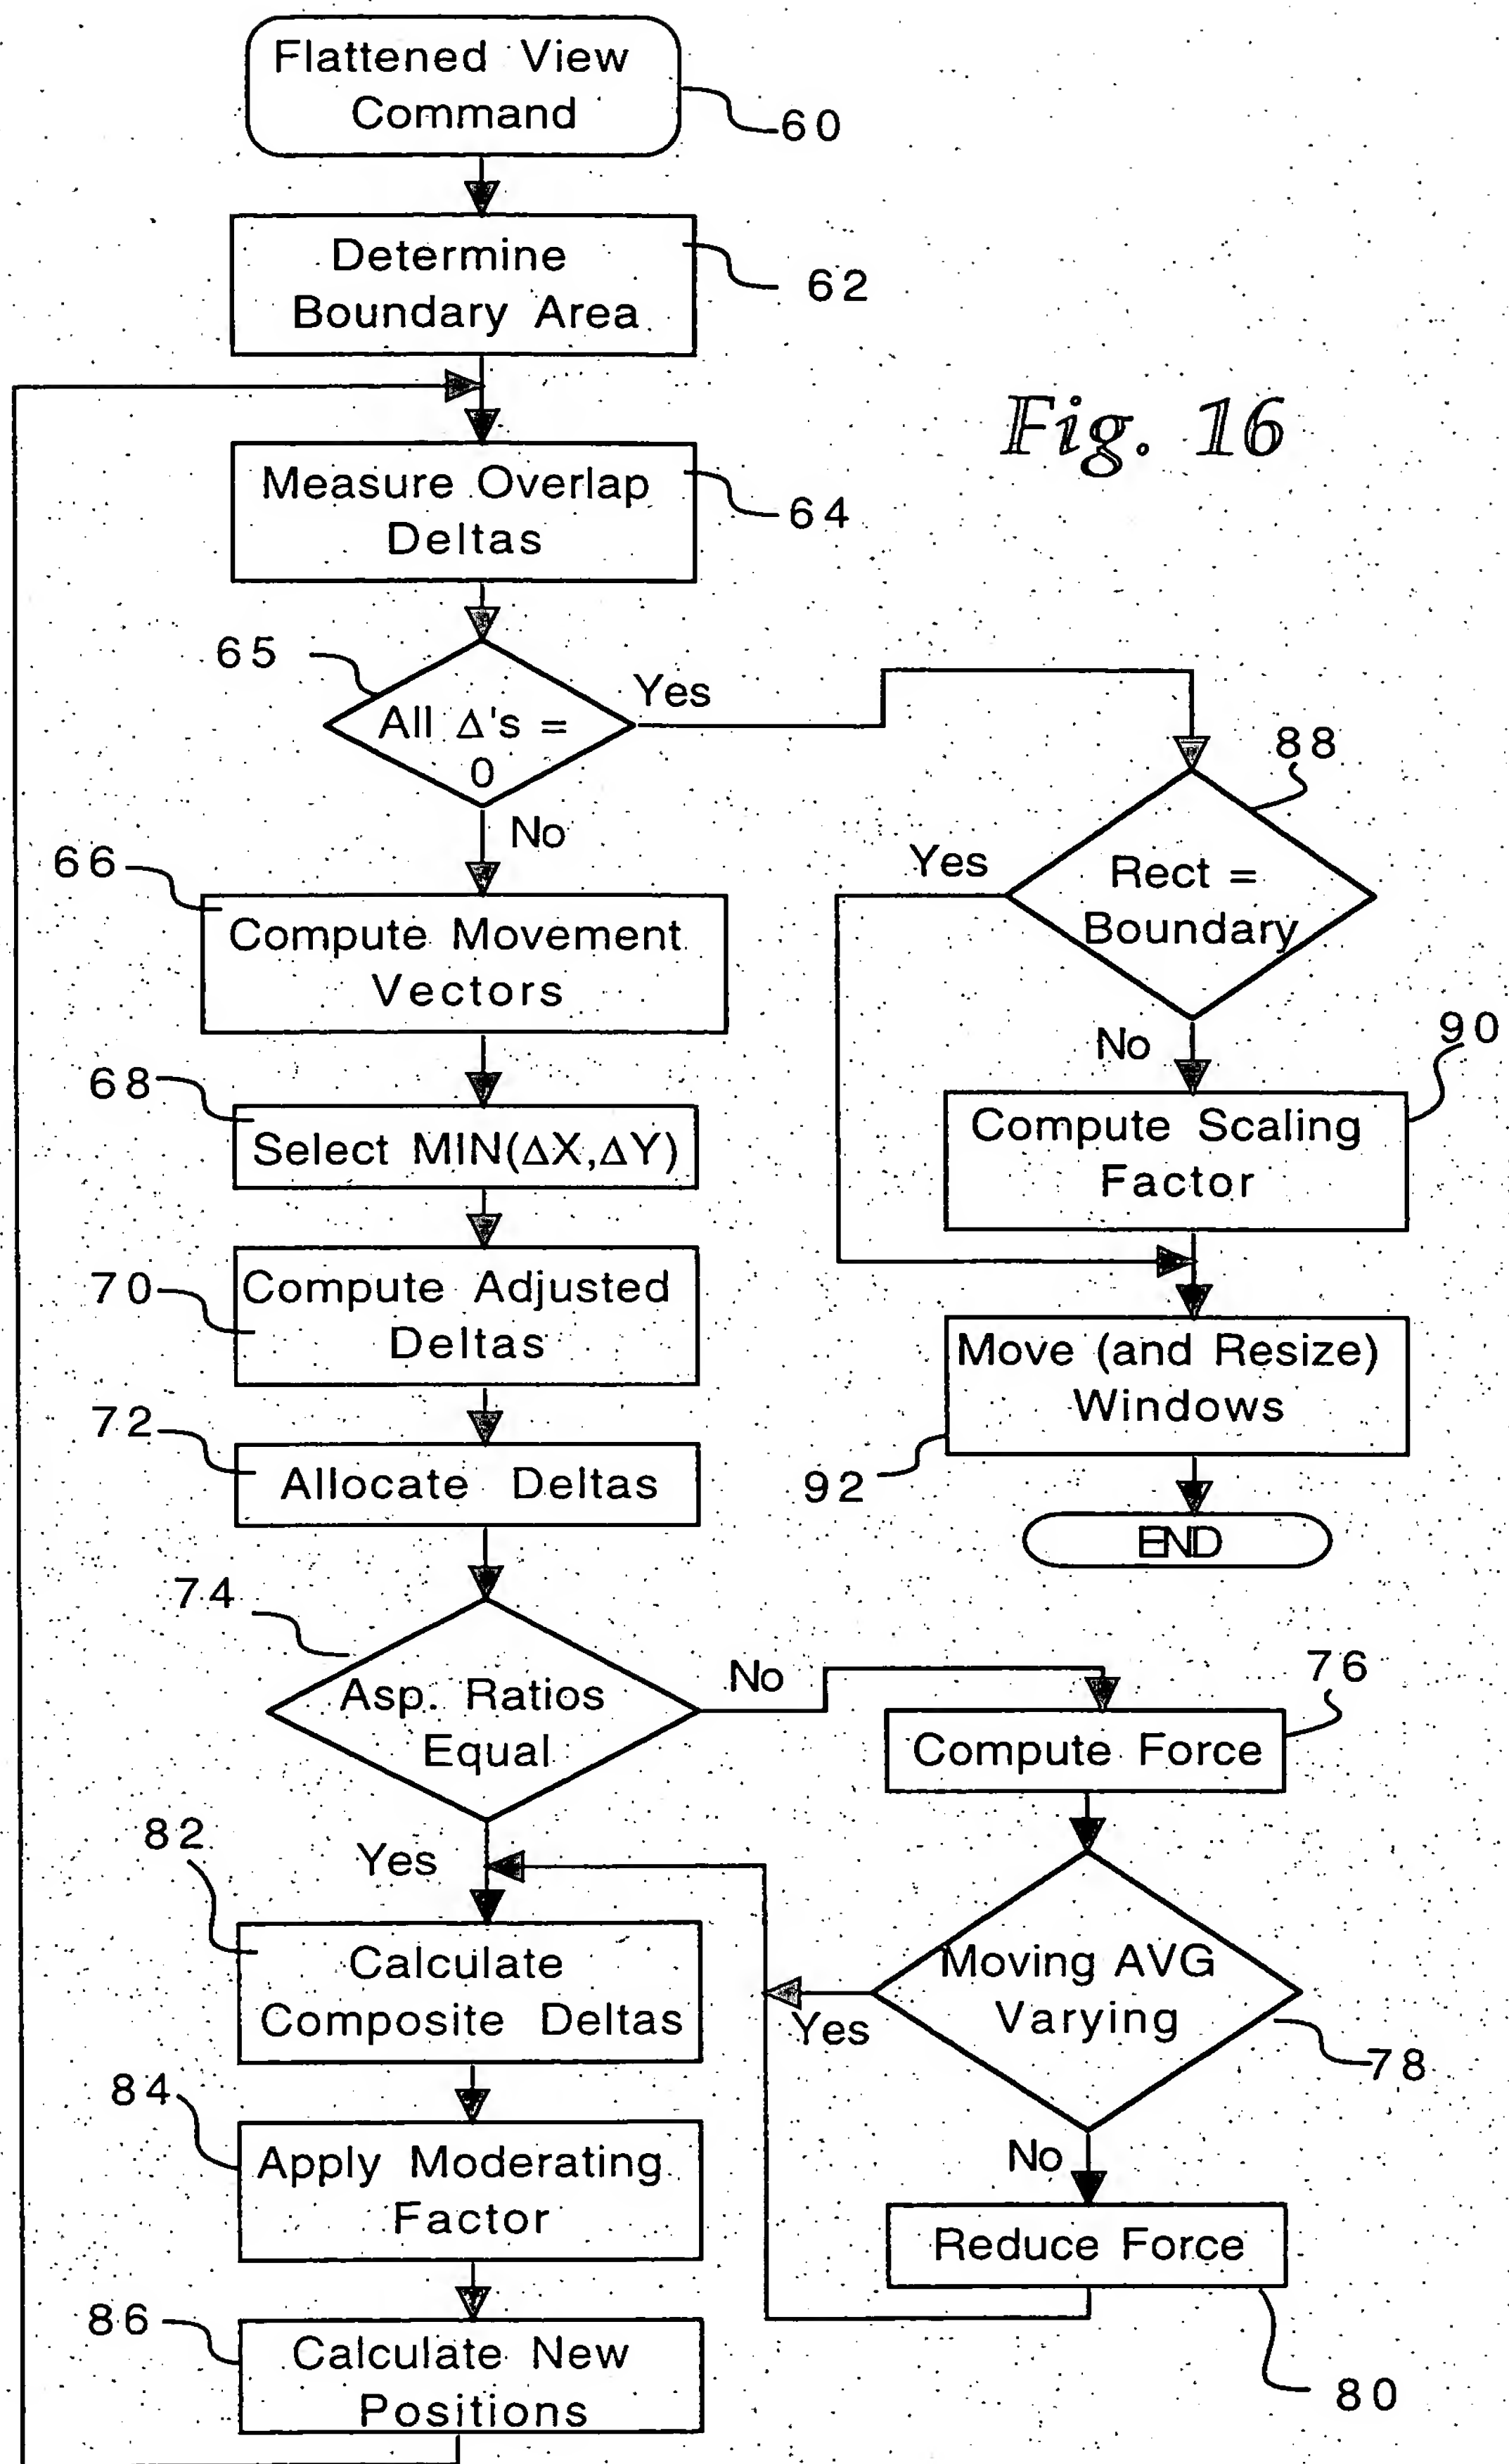 Flattened View
Command
60
Determine
Boundary Area
62
Fig. 16
Measure Overlap
Deltas
64
65
All Δ's =
0
Yes
No
88
Rect =
Boundary
Yes
No
66
Compute Movement
Vectors
90
Compute Scaling
Factor
68
Select MIN(ΔX,ΔY)
70
Compute Adjusted
Deltas
Move (and Resize)
Windows
92
72
Allocate Deltas
END
74
Asp. Ratios
Equal
No
76
Compute Force
82
Yes
Calculate
Composite Deltas
Moving AVG
Varying
Yes
78
84
Apply Moderating
Factor
No
Reduce Force
80
86
Calculate New
Positions